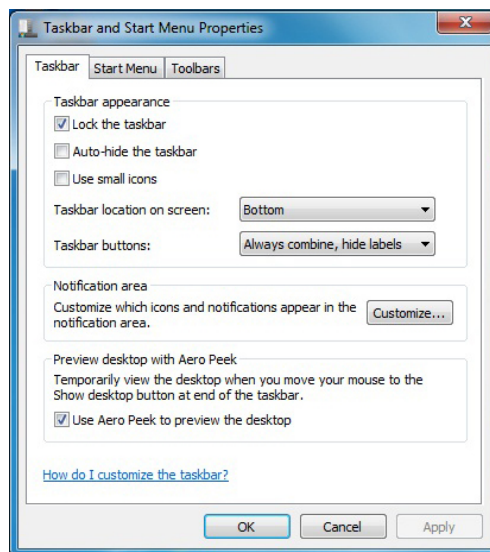 Taskbar and Start Menu Properties
Taskbar Start Menu Toolbars
Taskbar appearance
Lock the taskbar
Auto-hide the taskbar
Use small icons
Taskbar location on screen: Bottom
Taskbar buttons: Always combine, hide labels
Notification area
Customize which icons and notifications appear in the
notification area.
Customize...
Preview desktop with Aero Peek
Temporarily view the desktop when you move your mouse to the
Show desktop button at end of the taskbar.
Use Aero Peek to preview the desktop
How do I customize the taskbar?
OK Cancel Apply